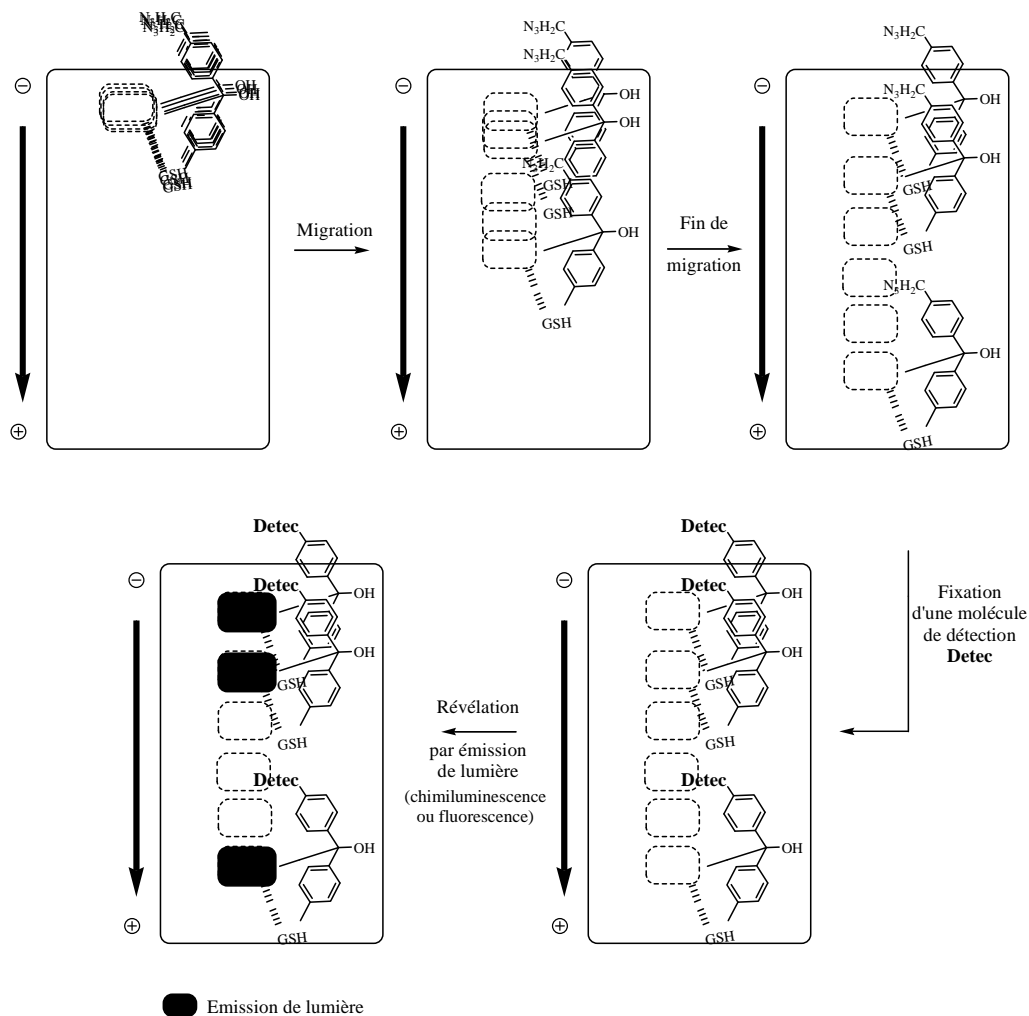 N₃H₂C
OH
GSH
⊖
⊕
Migration
N₃H₂C
N₃H₂C
OH
OH
GSH
GSH
N₃H₂C
OH
GSH
⊖
⊕
Fin de
migration
N₃H₂C
OH
N₃H₂C
OH
GSH
GSH
N₃H₂C
OH
GSH
⊖
⊕
Fixation
d'une molécule
de détection
Detec
Detec
OH
Detec
OH
GSH
GSH
Detec
OH
GSH
⊖
⊕
Révélation
par émission
de lumière
(chimiluminescence
ou fluorescence)
Detec
OH
Detec
OH
GSH
GSH
Detec
OH
GSH
⊖
⊕
Emission de lumière